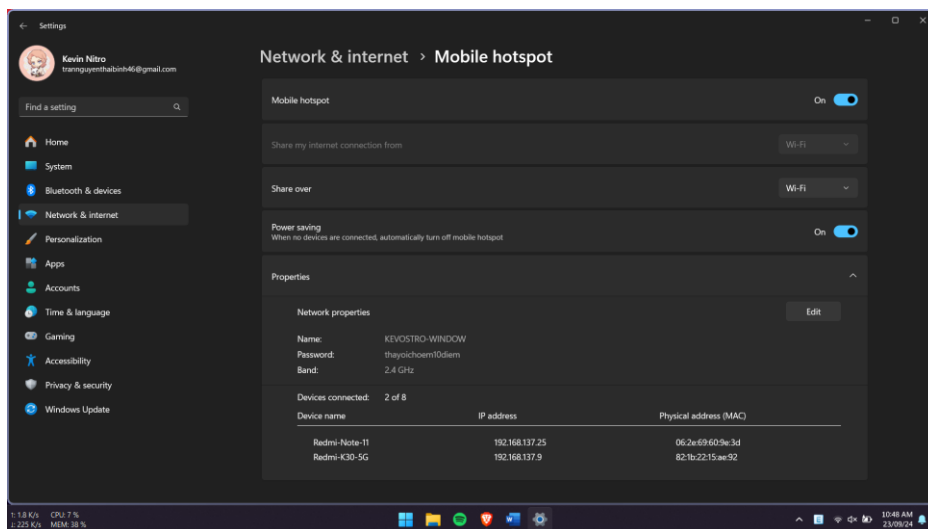 Settings
Kevin Nitro
trannguyenthaibinh46@gmail.com
Find a setting
Home
System
Bluetooth & devices
Network & internet
Personalization
Apps
Accounts
Time & language
Gaming
Accessibility
Privacy & security
Windows Update
Network & internet > Mobile hotspot
Mobile hotspot On
Share my internet connection from Wi-Fi
Share over Wi-Fi
Power saving On
When no devices are connected, automatically turn off mobile hotspot
Properties
Network properties Edit
Name: KEVOSTRO-WINDOW
Password: thayoichoem10diem
Band: 2.4 GHz
Devices connected: 2 of 8
Device name IP address Physical address (MAC)
Redmi-Note-11 192.168.137.25 06:2e:69:60:9e:3d
Redmi-K30-5G 192.168.137.9 82:1b:22:15:ae:92
↑: 1.8 K/s CPU: 7 %
↓: 225 K/s MEM: 38 %
10:48 AM
23/09/24